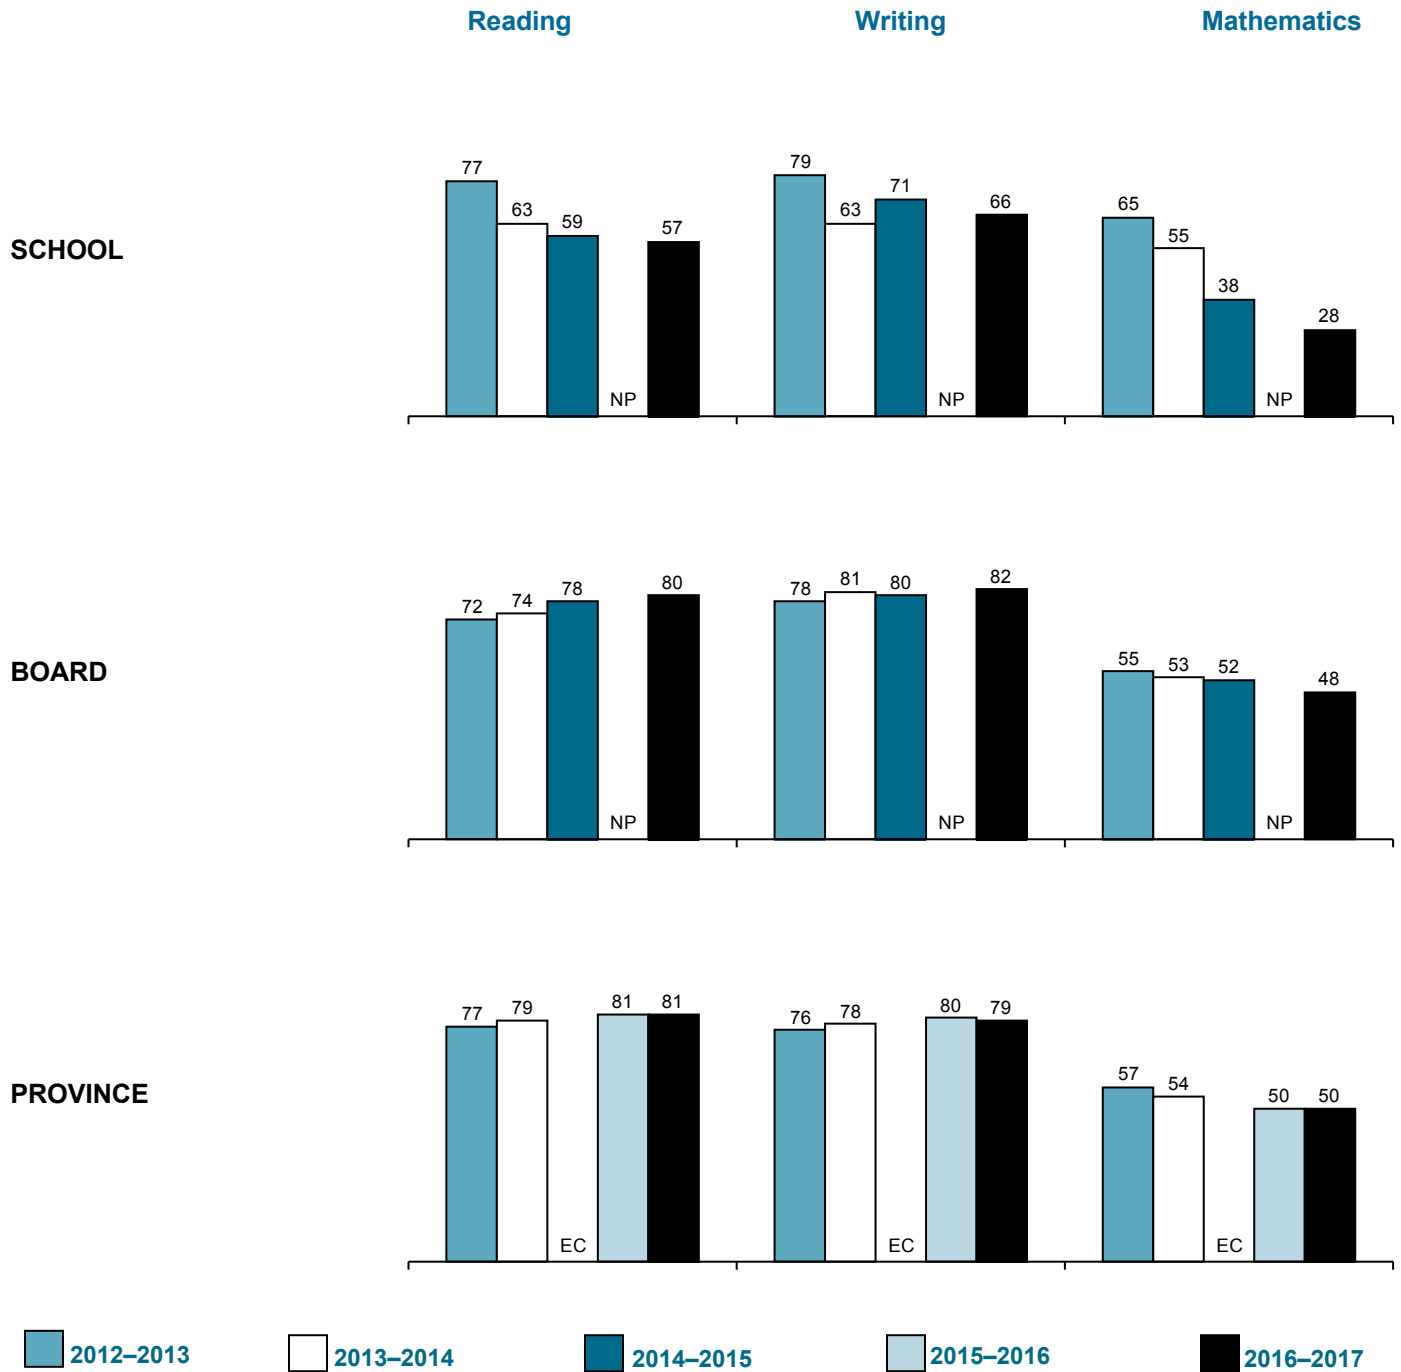 Reading Writing Mathematics
SCHOOL
77 63 59 NP 57 79 63 71 NP 66 65 55 38 NP 28
BOARD
72 74 78 NP 80 78 81 80 NP 82 55 53 52 NP 48
PROVINCE
77 79 EC 81 81 76 78 EC 80 79 57 54 EC 50 50
2012–2013 2013–2014 2014–2015 2015–2016 2016–2017